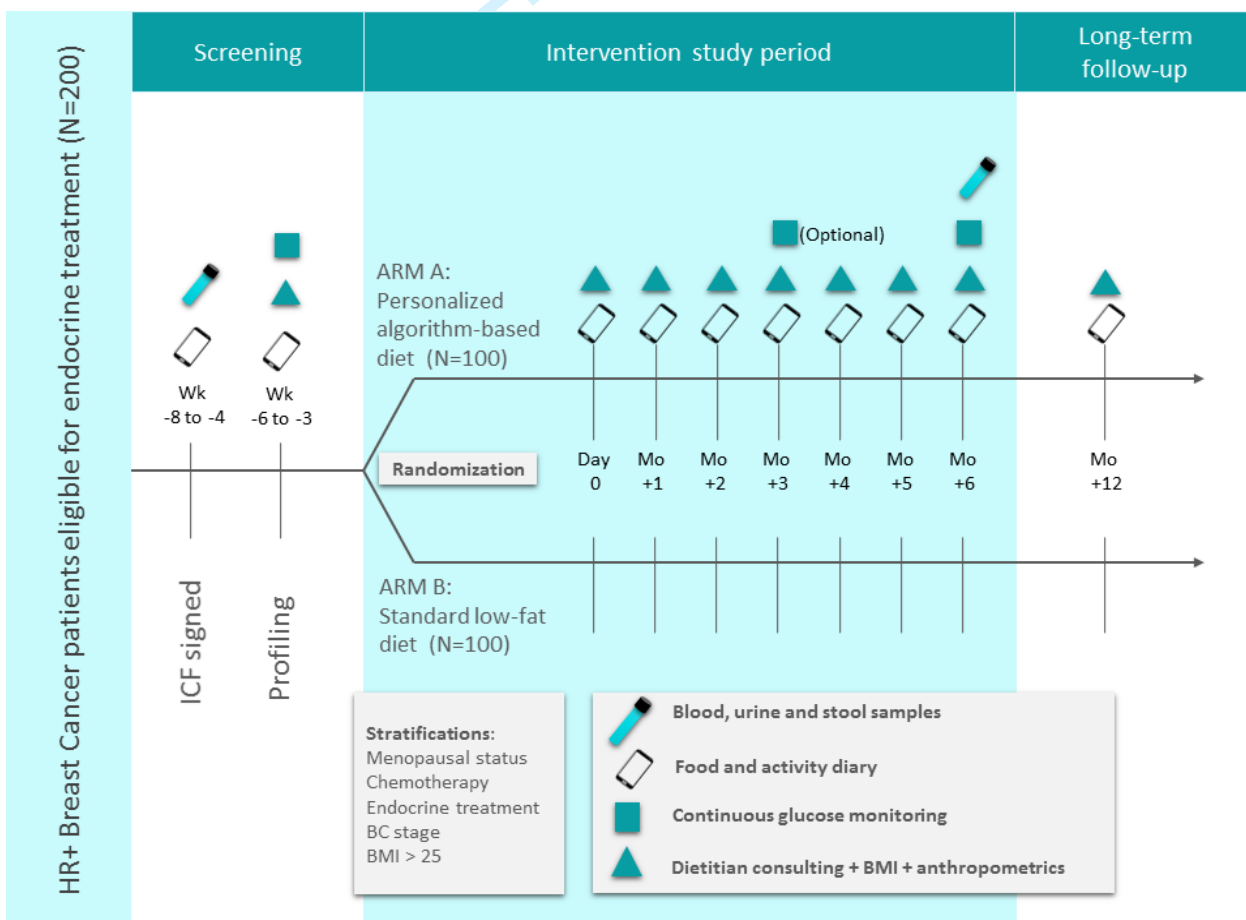 HR+ Breast Cancer patients eligible for endocrine treatment (N=200)
Screening
Intervention study period
Long-term
follow-up
(Optional)
ARM A:
Personalized
algorithm-based
diet (N=100)
Wk
-8 to -4
Wk
-6 to -3
Randomization
Day
0
Mo
+1
Mo
+2
Mo
+3
Mo
+4
Mo
+5
Mo
+6
Mo
+12
ICF signed
Profiling
ARM B:
Standard low-fat
diet (N=100)
Stratifications:
Menopausal status
Chemotherapy
Endocrine treatment
BC stage
BMI > 25
Blood, urine and stool samples
Food and activity diary
Continuous glucose monitoring
Dietitian consulting + BMI + anthropometrics